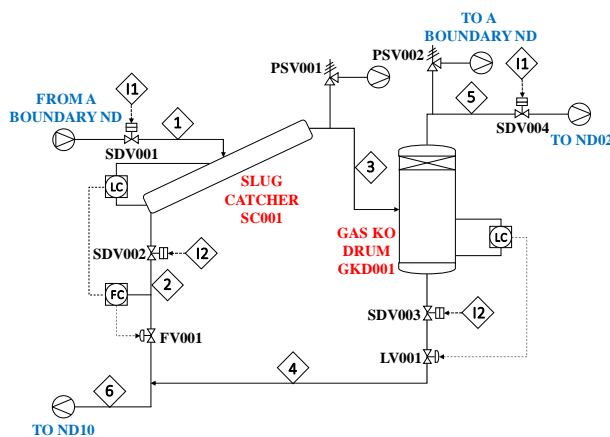 TO A
BOUNDARY ND
PSV001
PSV002
I1
I1
5
FROM A
BOUNDARY ND
1
SDV001
SDV004
TO ND02
LC
SLUG
CATCHER
SC001
3
GAS KO
DRUM
GKD001
LC
SDV002
I2
2
FC
SDV003
I2
FV001
LV001
4
6
TO ND10